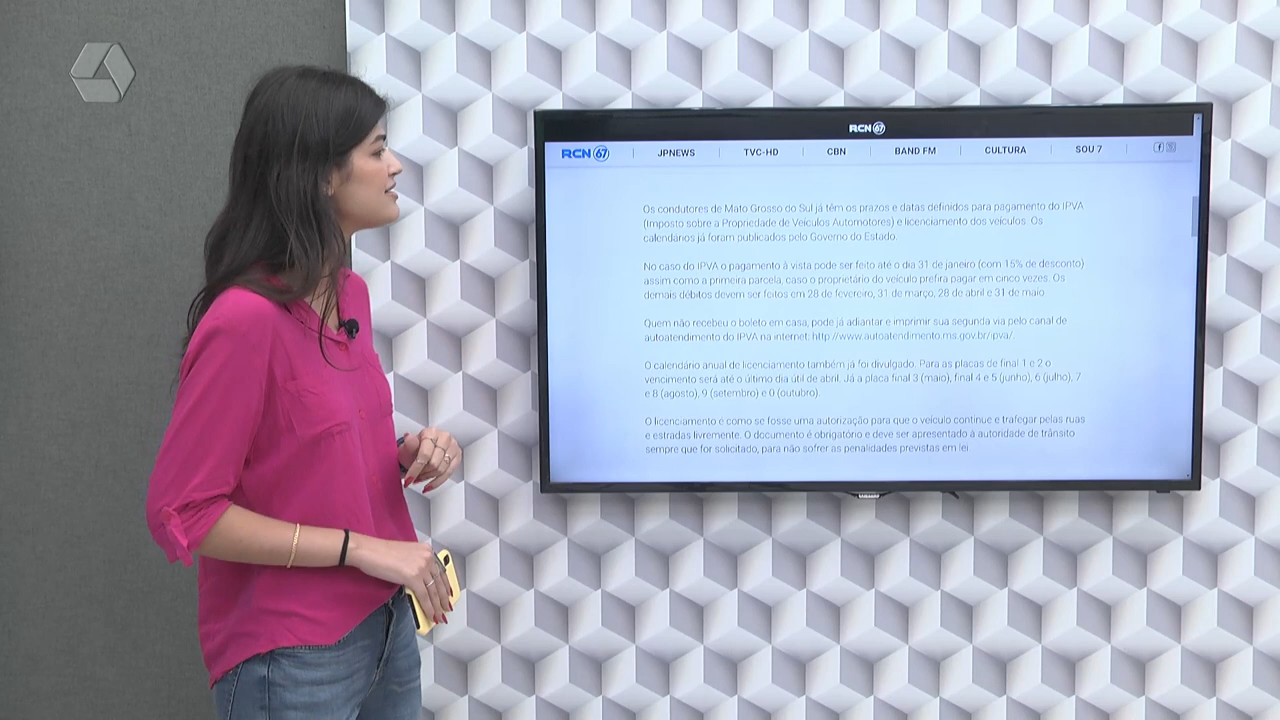 RCN 67
RCN 67 JPNEWS TVC-HD CBN BAND FM CULTURA SOU 7
Os condutores de Mato Grosso do Sul já têm os prazos e datas definidos para pagamento do IPVA
(Imposto sobre a Propriedade de Veículos Automotores) e licenciamento dos veículos. Os
calendários já foram publicados pelo Governo do Estado.
No caso do IPVA o pagamento à vista pode ser feito até o dia 31 de janeiro (com 15% de desconto)
assim como a primeira parcela, caso o proprietário do veículo prefira pagar em cinco vezes. Os
demais débitos devem ser feitos em 28 de fevereiro, 31 de março, 28 de abril e 31 de maio
Quem não recebeu o boleto em casa, pode já adiantar e imprimir sua segunda via pelo canal de
autoatendimento do IPVA na internet: http://www.autoatendimento.ms.gov.br/ipva/.
O calendário anual de licenciamento também já foi divulgado. Para as placas de final 1 e 2 o
vencimento será até o último dia útil de abril. Já a placa final 3 (maio), final 4 e 5 (junho), 6 (julho), 7
e 8 (agosto), 9 (setembro) e 0 (outubro).
O licenciamento é como se fosse uma autorização para que o veículo continue e trafegar pelas ruas
e estradas livremente. O documento é obrigatório e deve ser apresentado à autoridade de trânsito
sempre que for solicitado, para não sofrer as penalidades previstas em lei